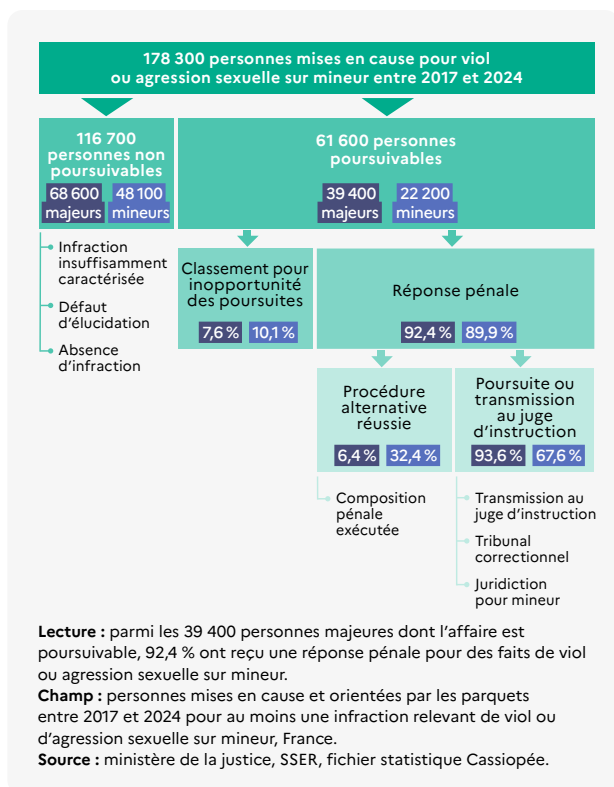 178 300 personnes mises en cause pour viol
ou agression sexuelle sur mineur entre 2017 et 2024
116 700
personnes non
poursuivables
68 600
majeurs
48 100
mineurs
61 600 personnes
poursuivables
39 400
majeurs
22 200
mineurs
Infraction
insuffisamment
caractérisée
Défaut
d’élucidation
Absence
d’infraction
Classement pour
inopportunité
des poursuites
7,6 % 10,1 %
Réponse pénale
92,4 % 89,9 %
Procédure
alternative
réussie
6,4 % 32,4 %
Poursuite ou
transmission
au juge
d’instruction
93,6 % 67,6 %
Composition
pénale
exécutée
Transmission au
juge d’instruction
Tribunal
correctionnel
Juridiction
pour mineur
Lecture : parmi les 39 400 personnes majeures dont l’affaire est
poursuivable, 92,4 % ont reçu une réponse pénale pour des faits de viol
ou agression sexuelle sur mineur.
Champ : personnes mises en cause et orientées par les parquets
entre 2017 et 2024 pour au moins une infraction relevant de viol ou
d’agression sexuelle sur mineur, France.
Source : ministère de la justice, SSER, fichier statistique Cassiopée.